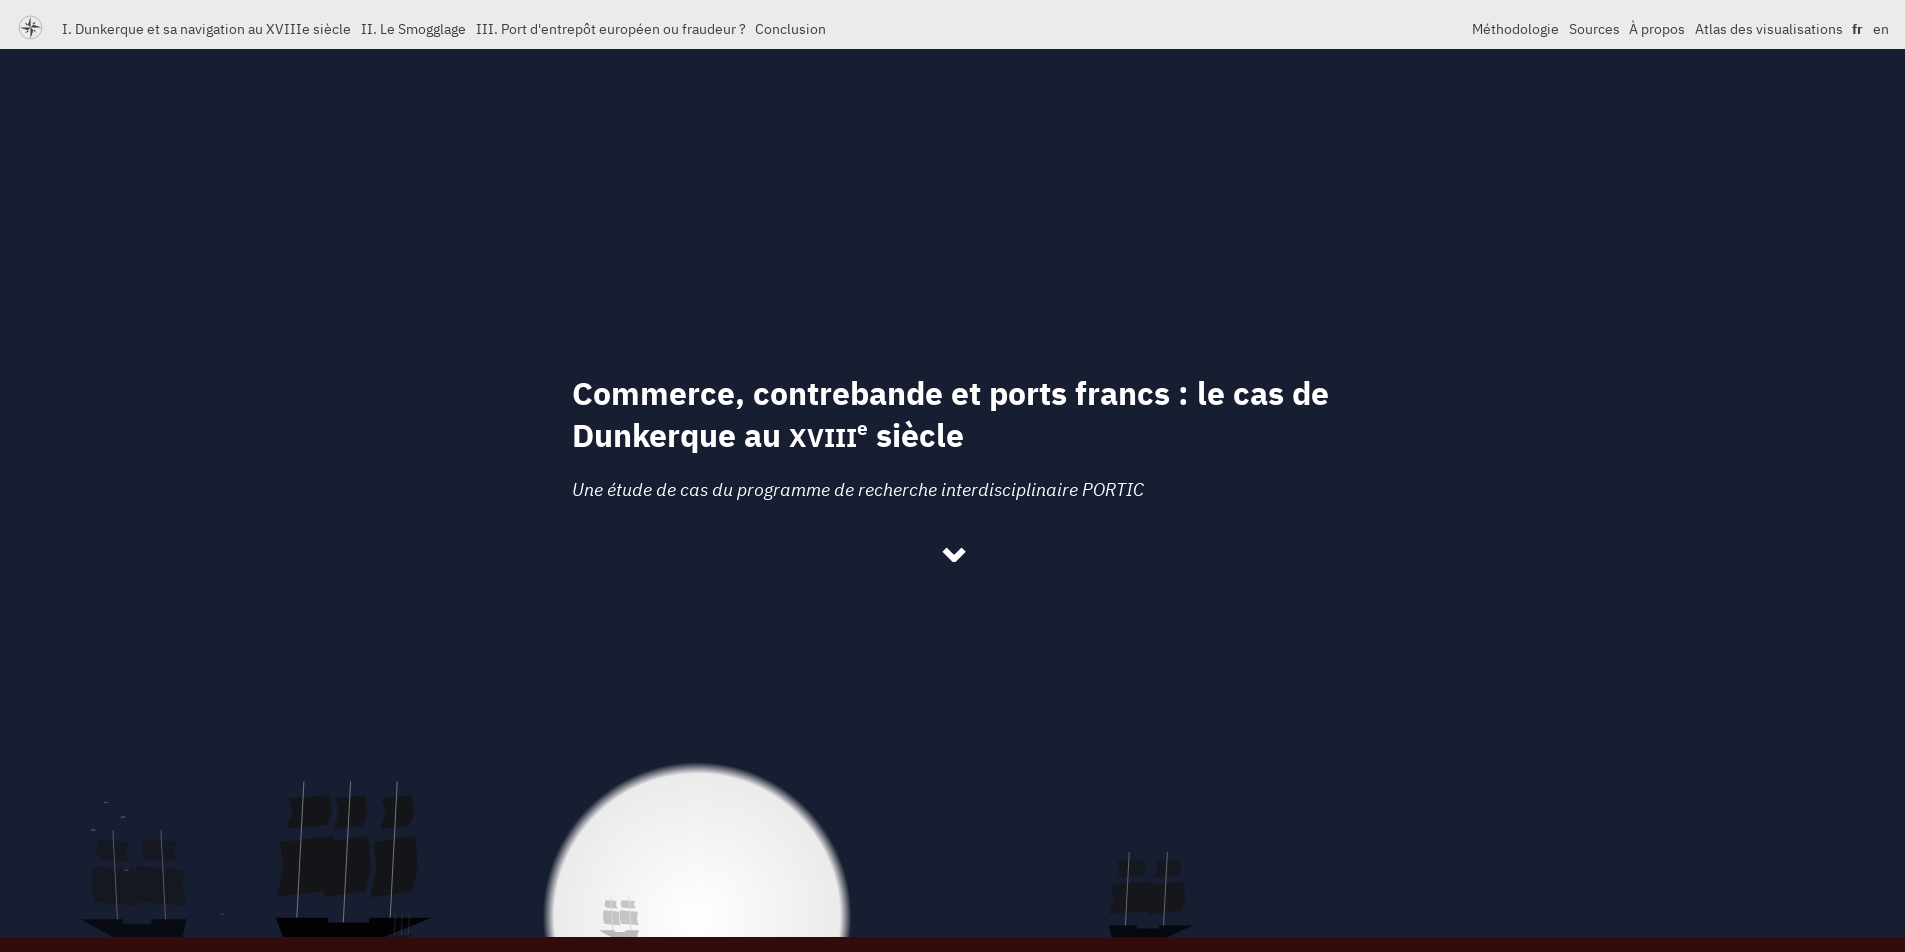 I. Dunkerque et sa navigation au XVIIIe siècle II. Le Smogglage III. Port d'entrepôt européen ou fraudeur ? Conclusion Méthodologie Sources À propos Atlas des visualisations fr en
Commerce, contrebande et ports francs : le cas de
Dunkerque au XVIIIe siècle
Une étude de cas du programme de recherche interdisciplinaire PORTIC